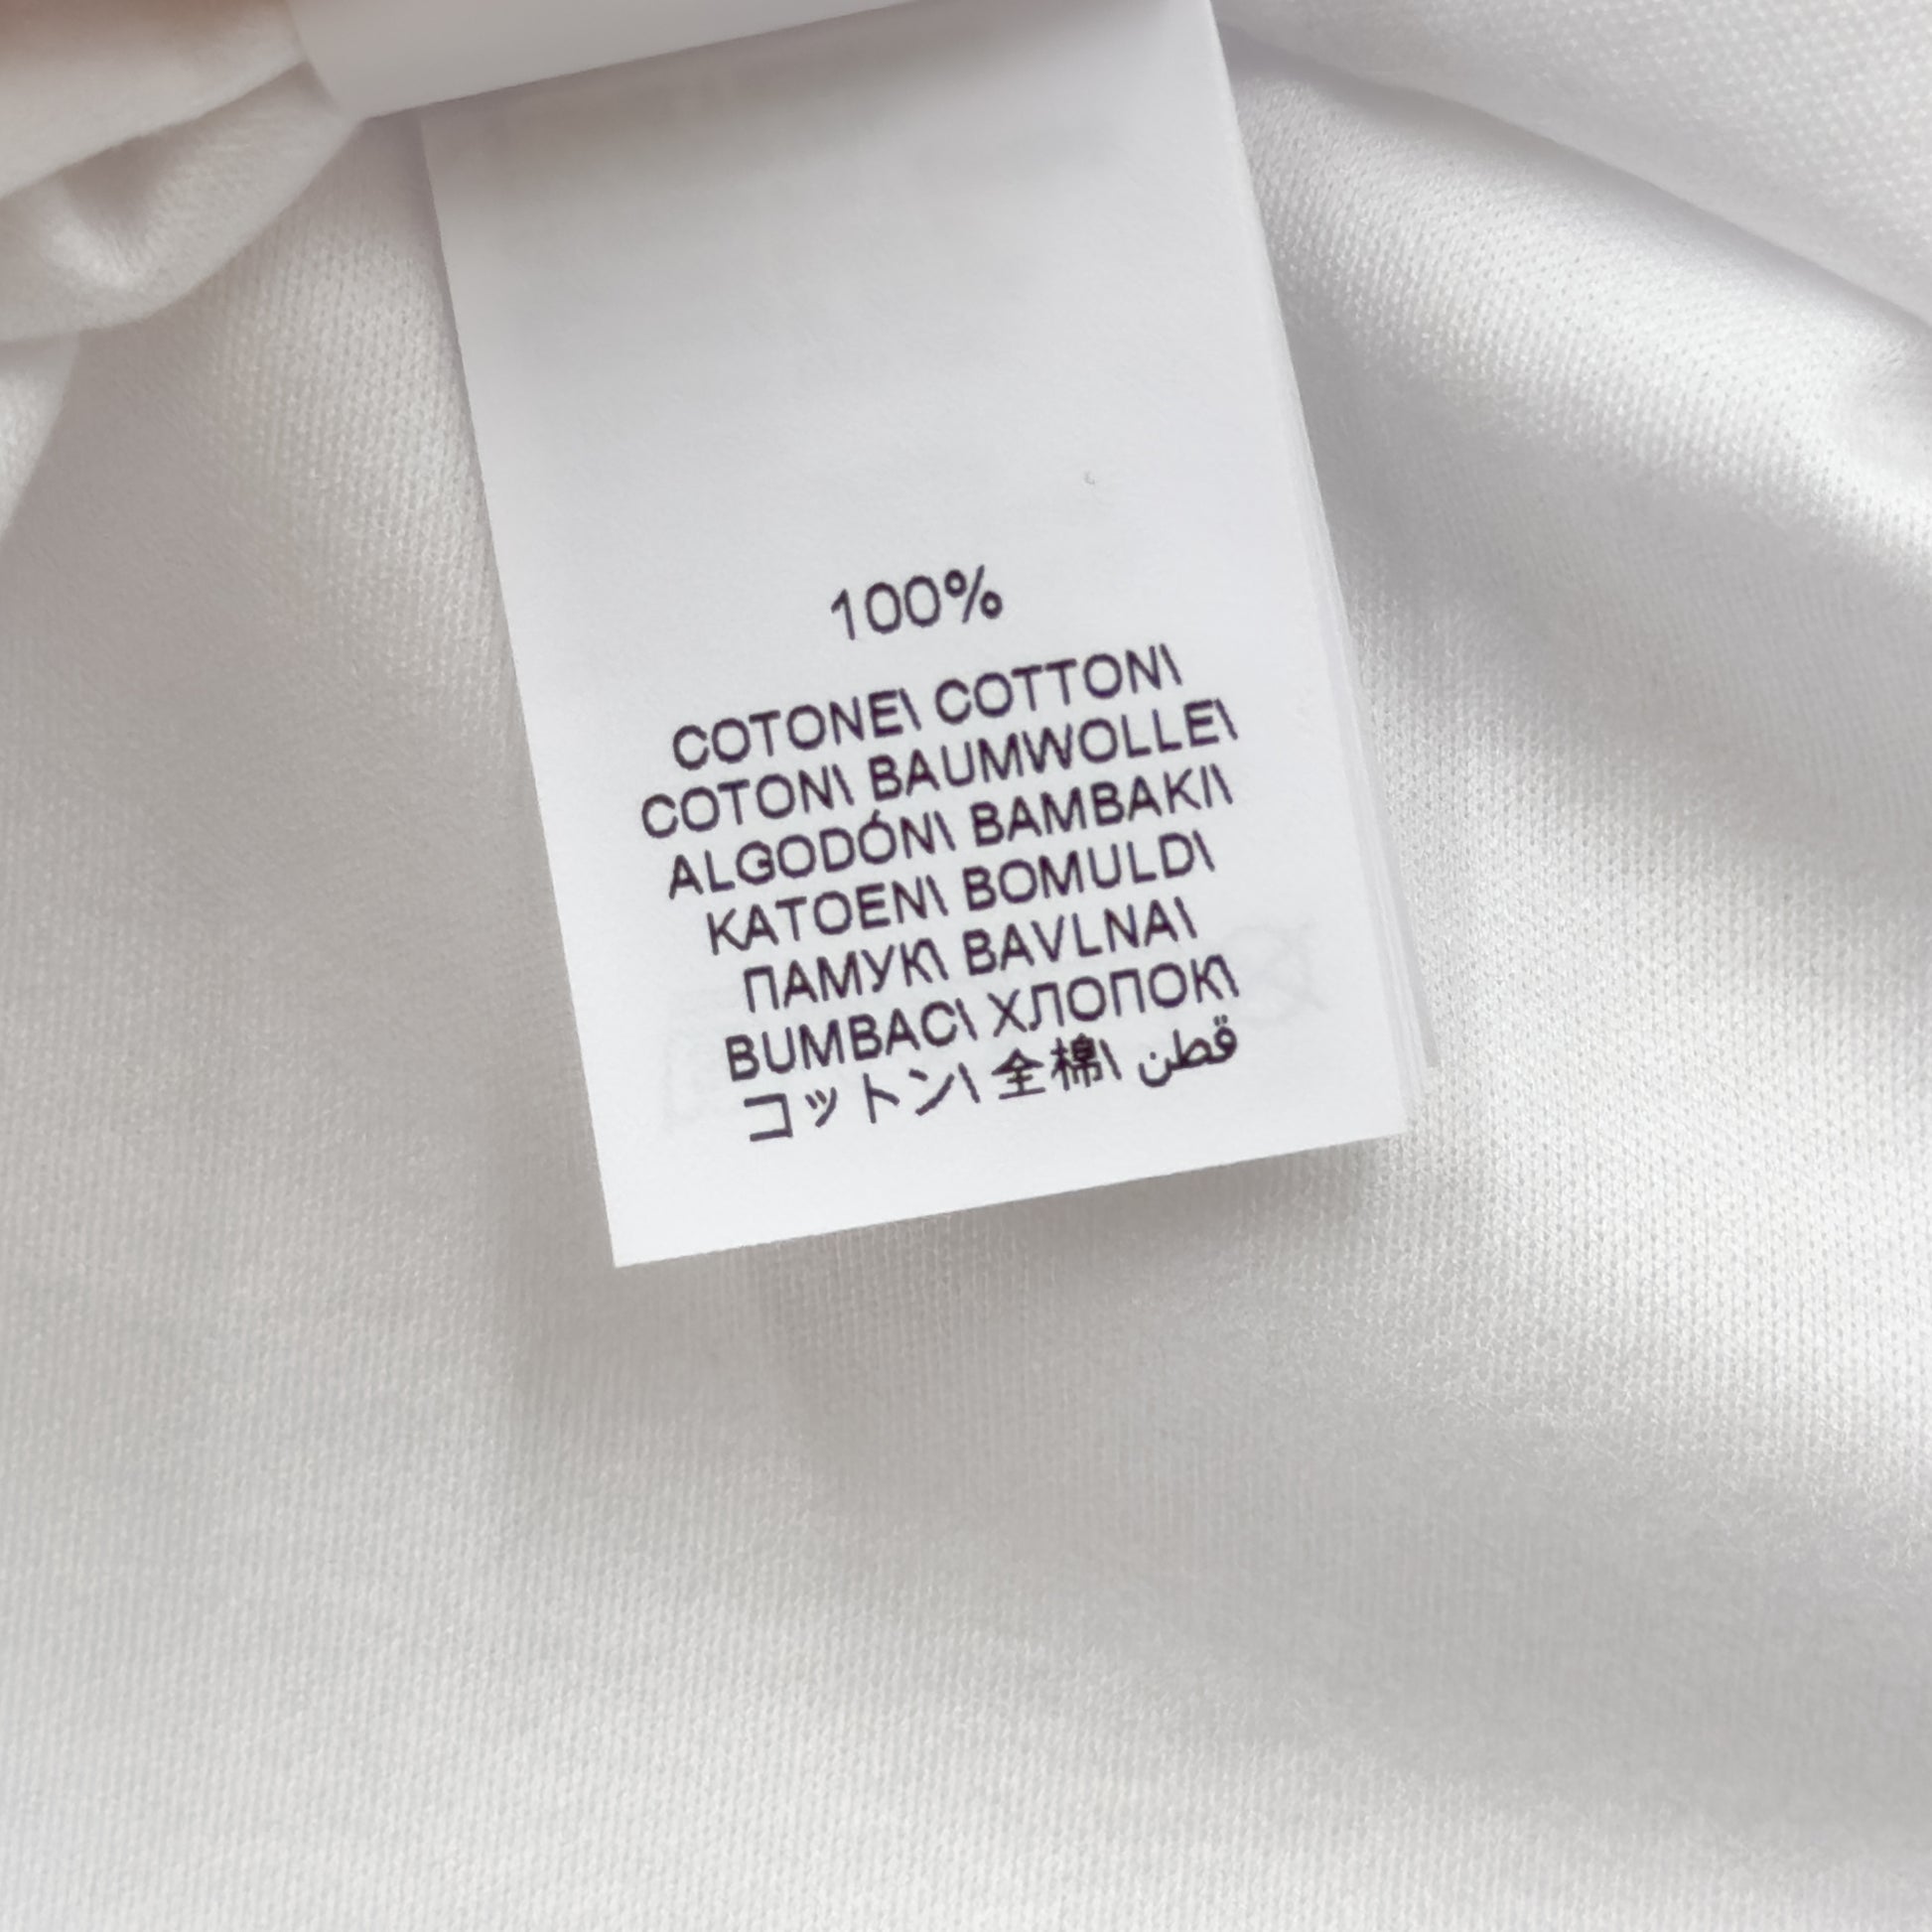 100%
COTONE\ COTTON\
COTON\ BAUMWOLLE\
ALGODÓN\ BAMBAKI\
KATOEN\ BOMULD\
ПАМУК\ BAVLNA\
BUMBAC\ ХЛОПОК\
コットン\ 全棉\ قطن